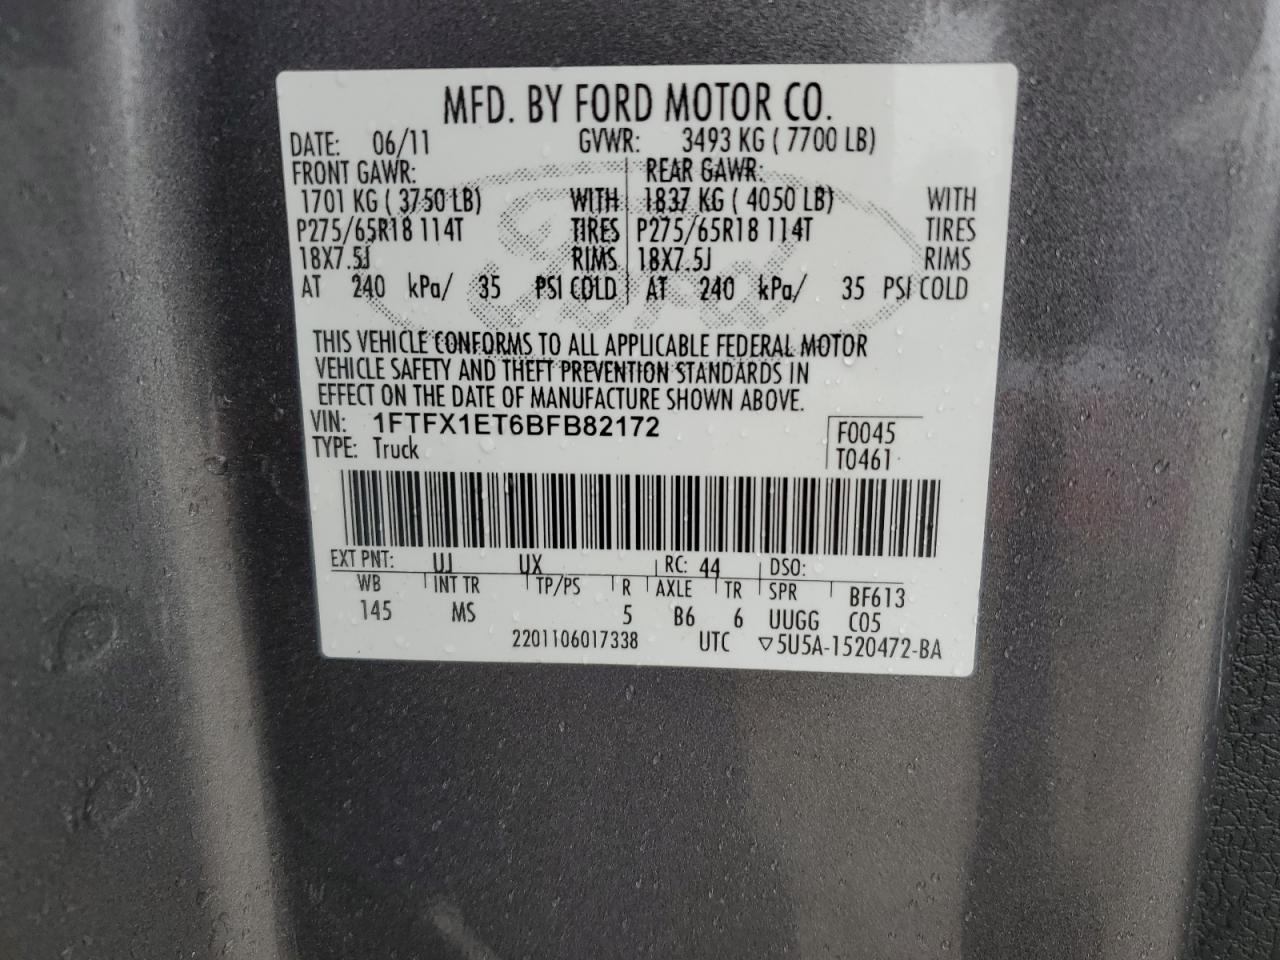 MFD. BY FORD MOTOR CO.
DATE: 06/11 GVWR: 3493 KG ( 7700 LB)
FRONT GAWR: REAR GAWR:
1701 KG ( 3750 LB) WITH 1837 KG ( 4050 LB) WITH
P275/65R18 114T TIRES P275/65R18 114T TIRES
18X7.5J RIMS 18X7.5J RIMS
AT 240 kPa/ 35 PSI COLD AT 240 kPa/ 35 PSI COLD
Ford
THIS VEHICLE CONFORMS TO ALL APPLICABLE FEDERAL MOTOR
VEHICLE SAFETY AND THEFT PREVENTION STANDARDS IN
EFFECT ON THE DATE OF MANUFACTURE SHOWN ABOVE.
VIN: 1FTFX1ET6BFB82172 F0045
TYPE: Truck T0461
EXT PNT: UJ UX RC: 44 DSO:
WB INT TR TP/PS R AXLE TR SPR BF613
145 MS 5 B6 6 UUGG C05
2201106017338 UTC ▽5U5A-1520472-BA